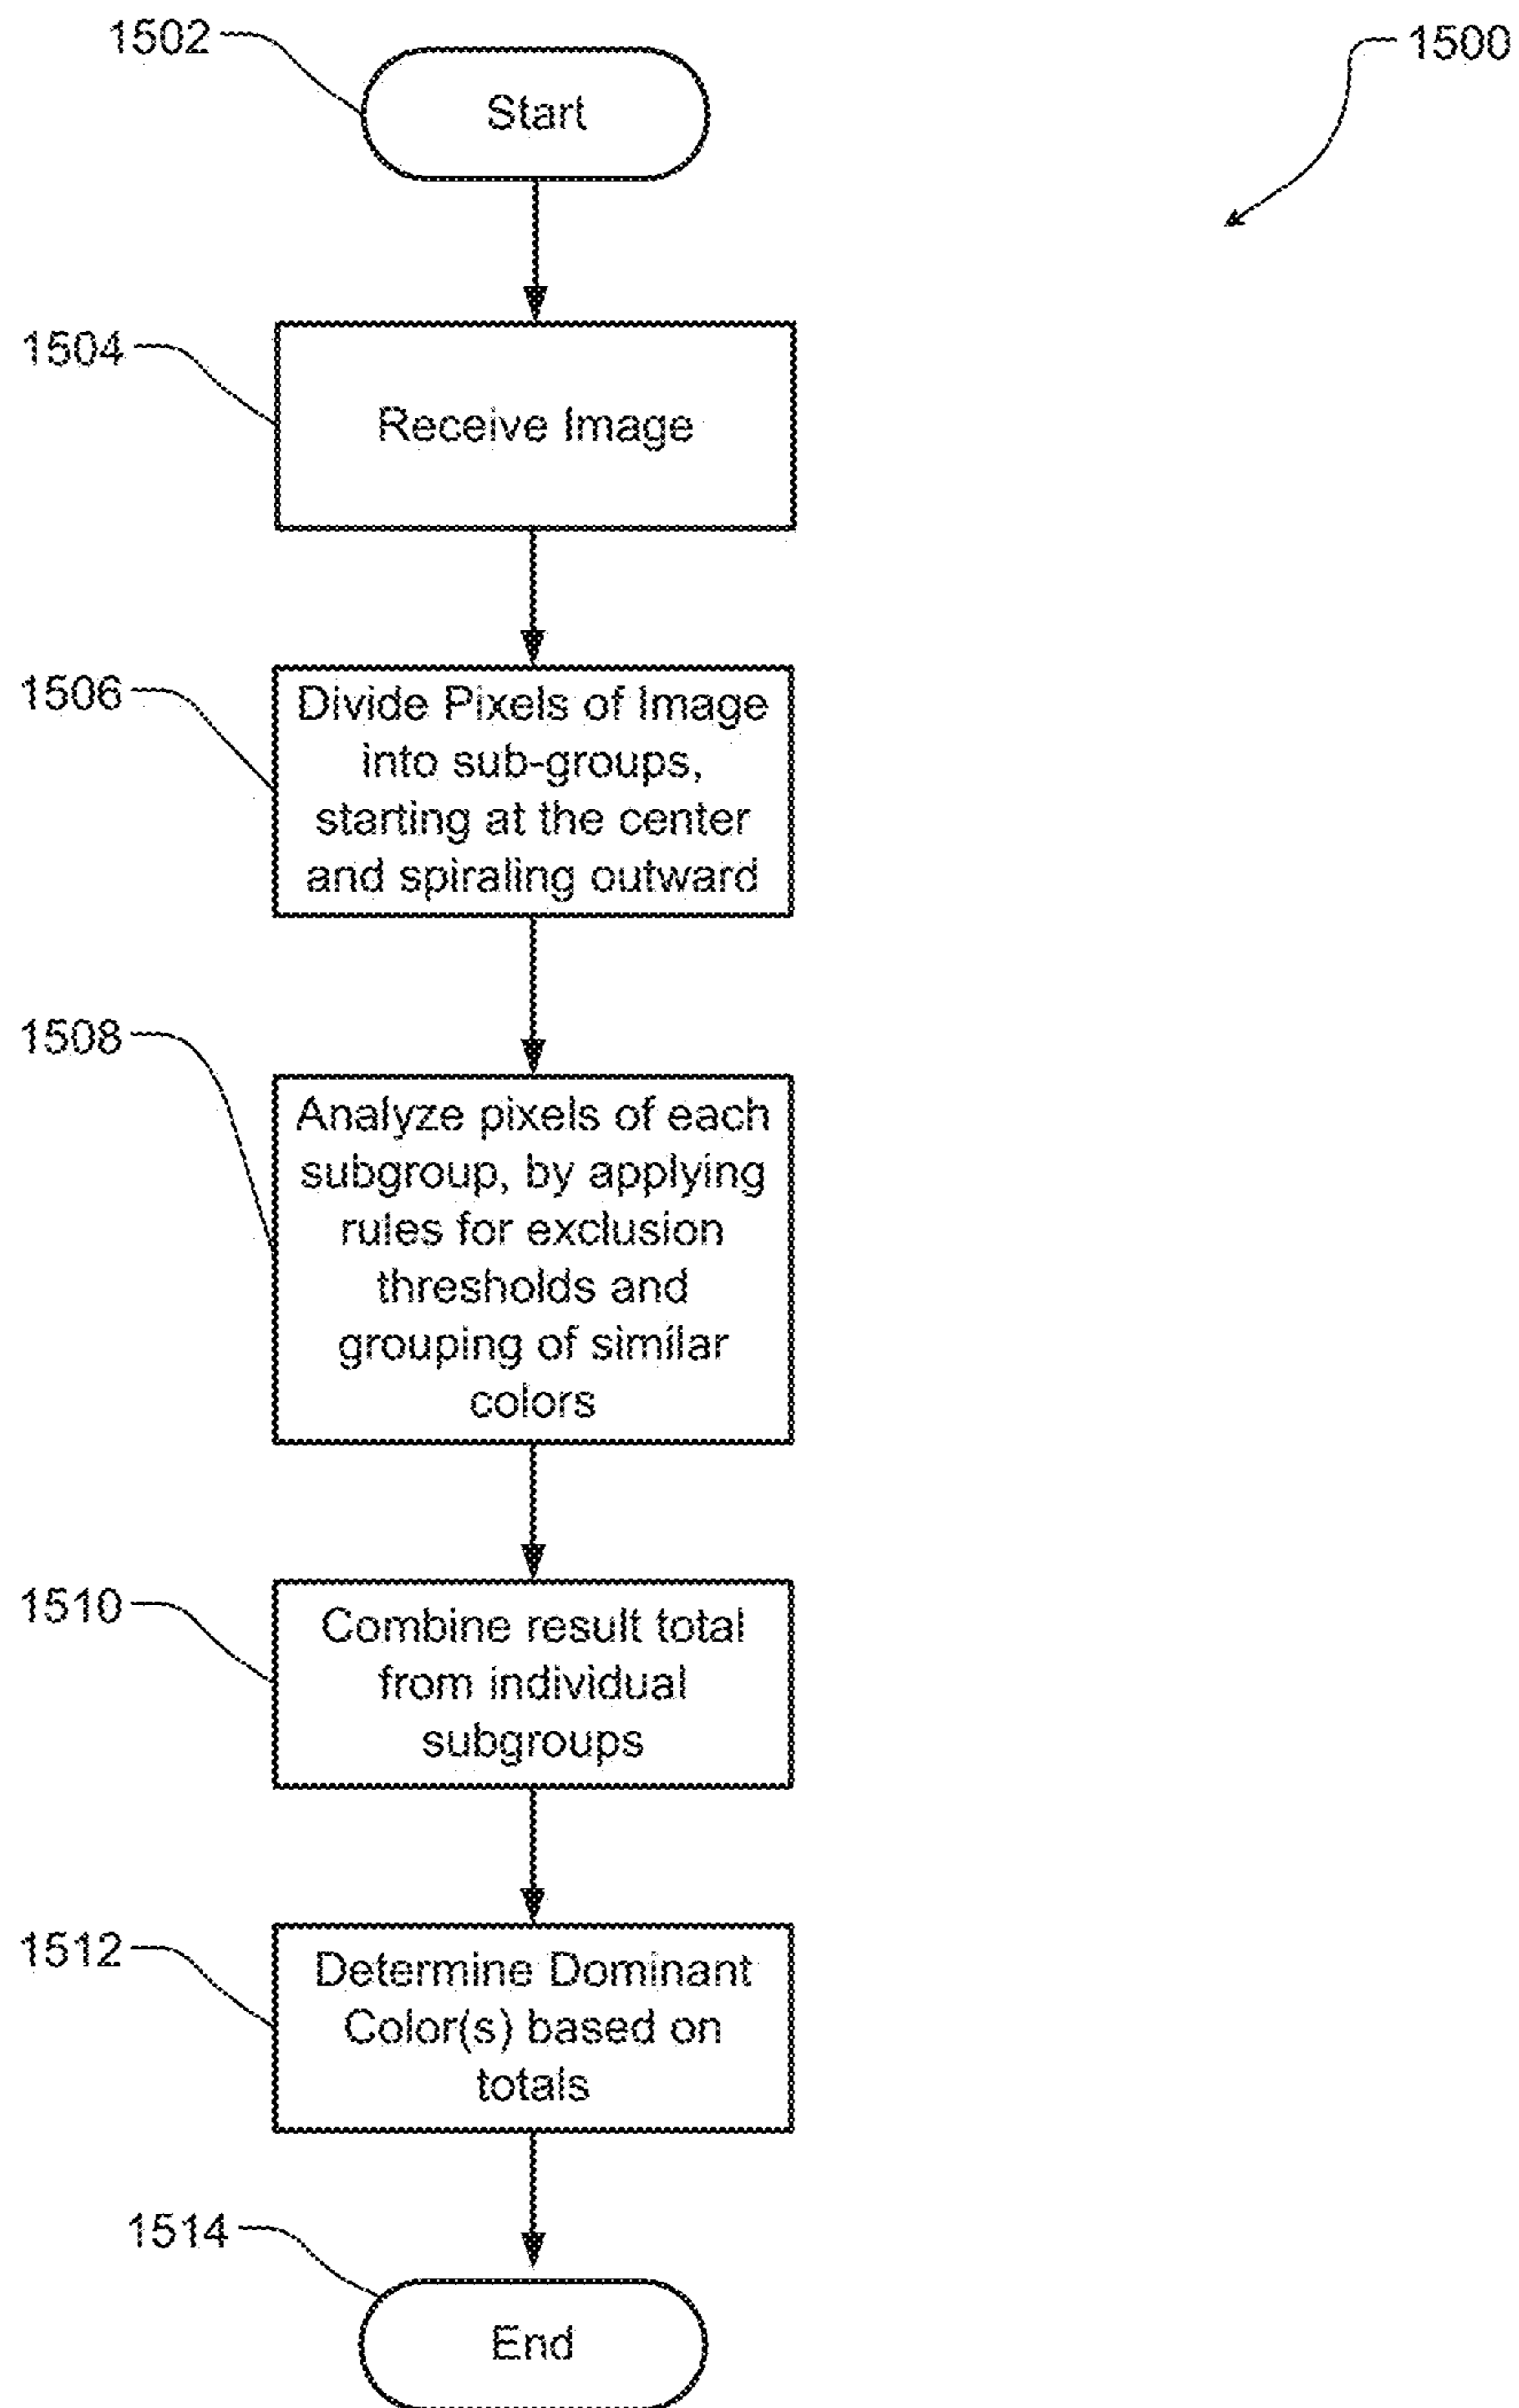 1502
1500
Start
1504
Receive Image
1506
Divide Pixels of Image
into sub-groups,
starting at the center
and spiraling outward
1508
Analyze pixels of each
subgroup, by applying
rules for exclusion
thresholds and
grouping of similar
colors
1510
Combine result total
from individual
subgroups
1512
Determine Dominant
Color(s) based on
totals
1514
End